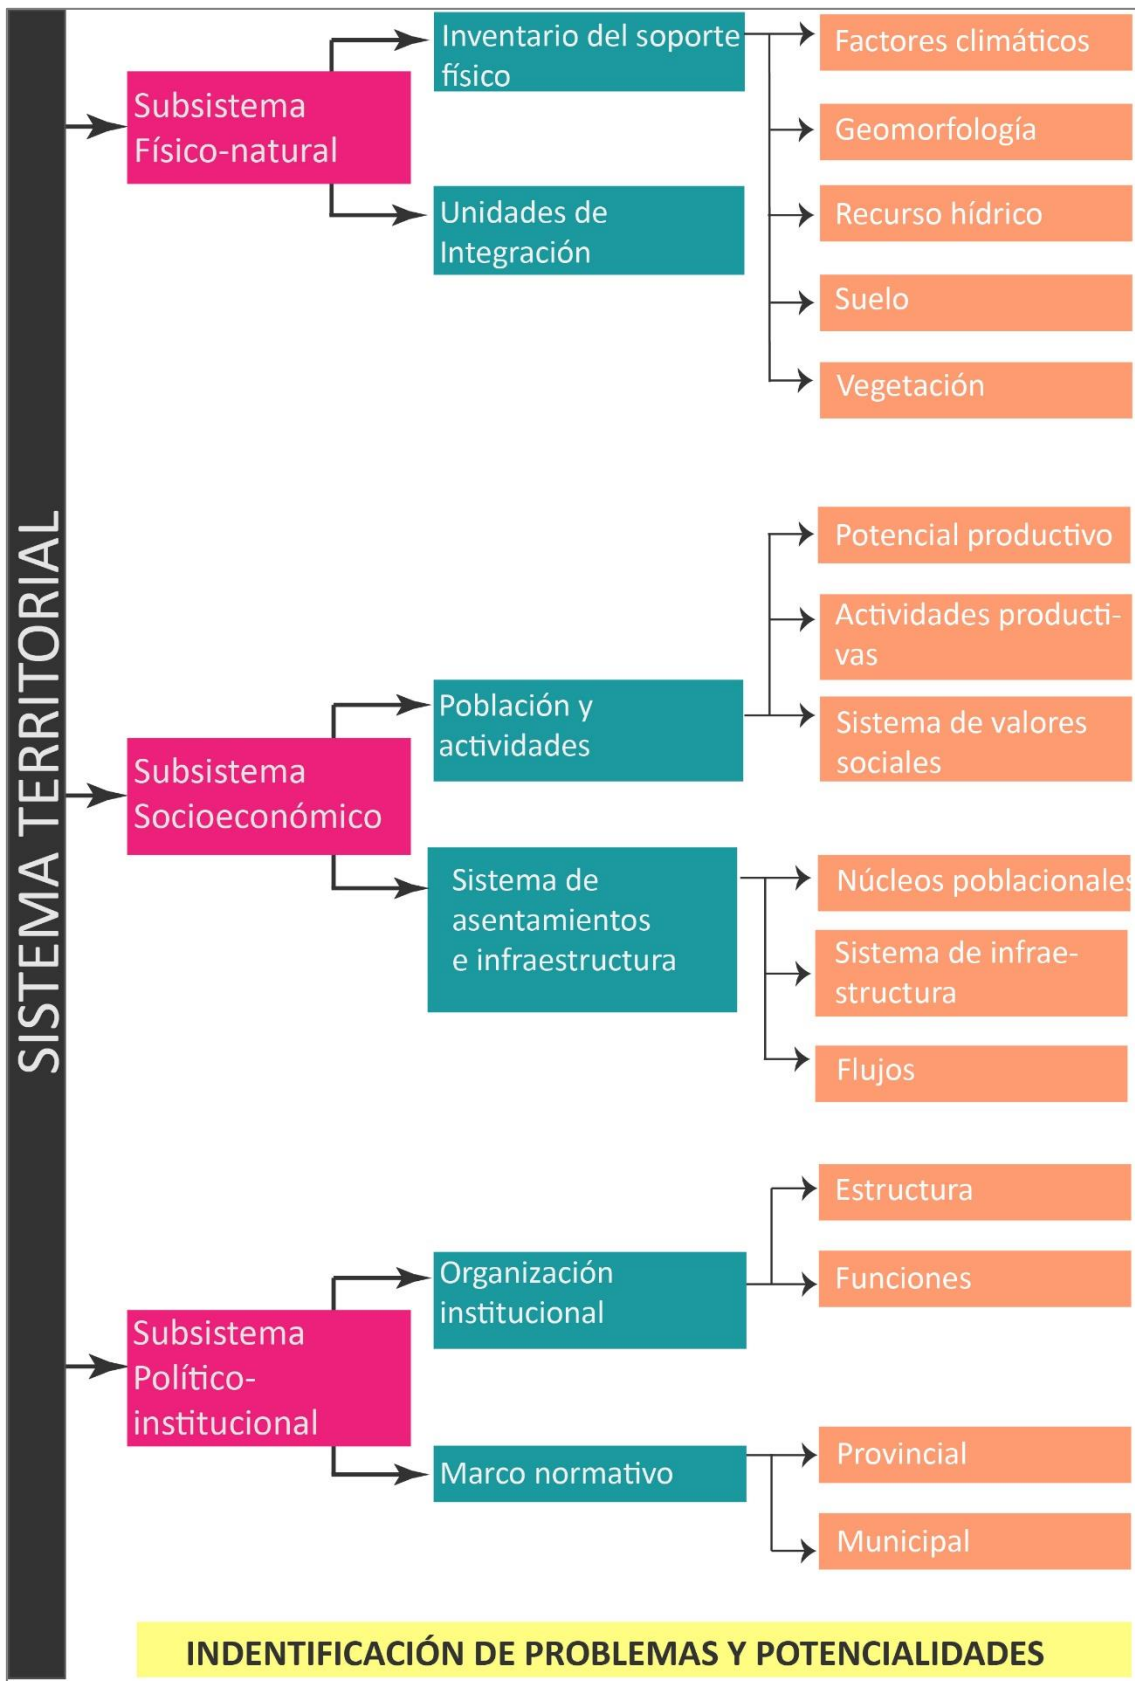 SISTEMA TERRITORIAL
Subsistema
Físico-natural
Inventario del soporte
físico
Factores climáticos
Geomorfología
Recurso hídrico
Suelo
Vegetación
Unidades de
Integración
Subsistema
Socioeconómico
Población y
actividades
Potencial productivo
Actividades producti-
vas
Sistema de valores
sociales
Sistema de
asentamientos
e infraestructura
Núcleos poblacionales
Sistema de infrae-
structura
Flujos
Subsistema
Político-
institucional
Organización
institucional
Estructura
Funciones
Marco normativo
Provincial
Municipal
INDENTIFICACIÓN DE PROBLEMAS Y POTENCIALIDADES